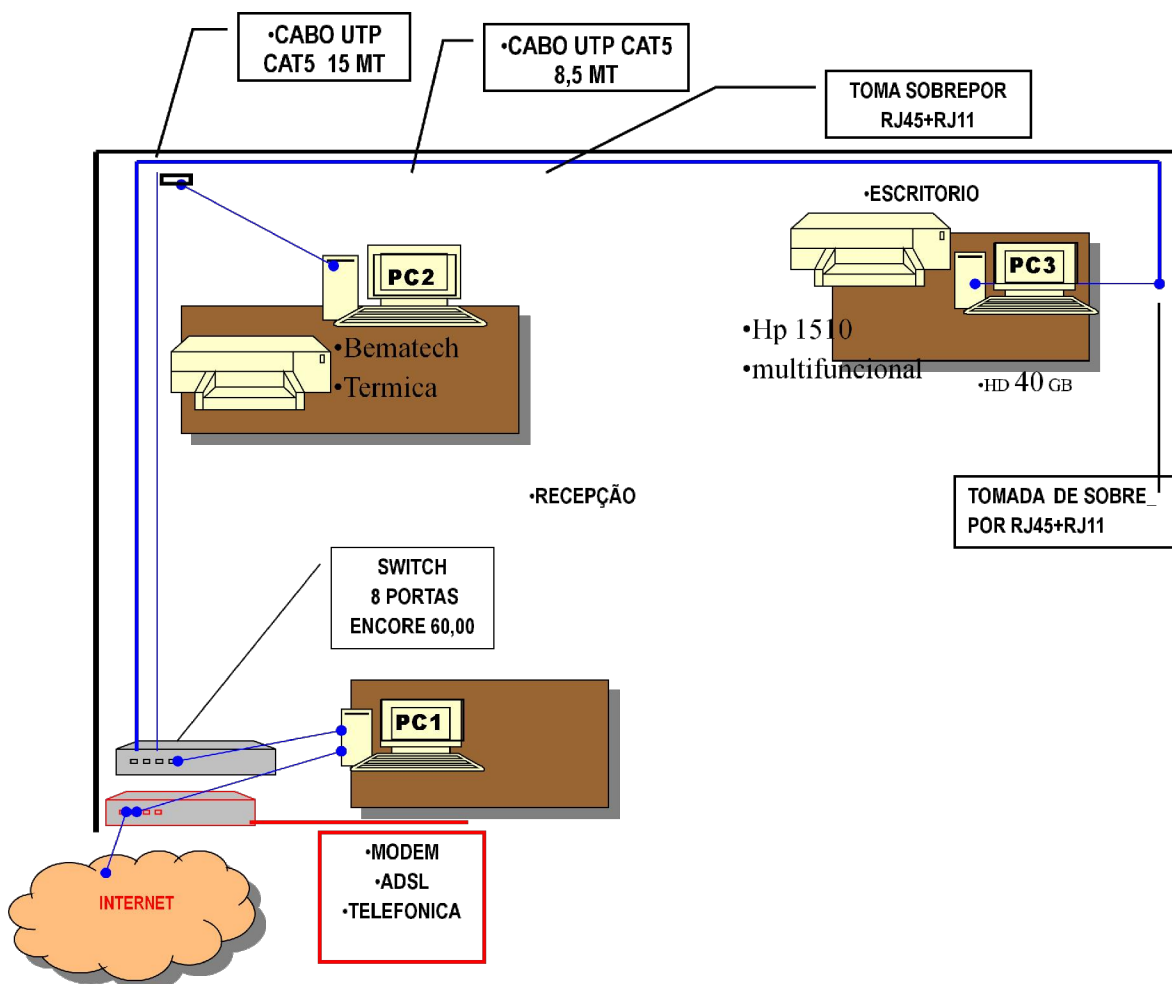 •CABO UTP
CAT5 15 MT
•CABO UTP CAT5
8,5 MT
TOMA SOBREPOR
RJ45+RJ11
•ESCRITORIO
PC2
PC3
•Bematech
•Termica
•Hp 1510
•multifuncional
•HD 40 GB
•RECEPÇÃO
TOMADA DE SOBRE_
POR RJ45+RJ11
SWITCH
8 PORTAS
ENCORE 60,00
PC1
•MODEM
•ADSL
•TELEFONICA
INTERNET